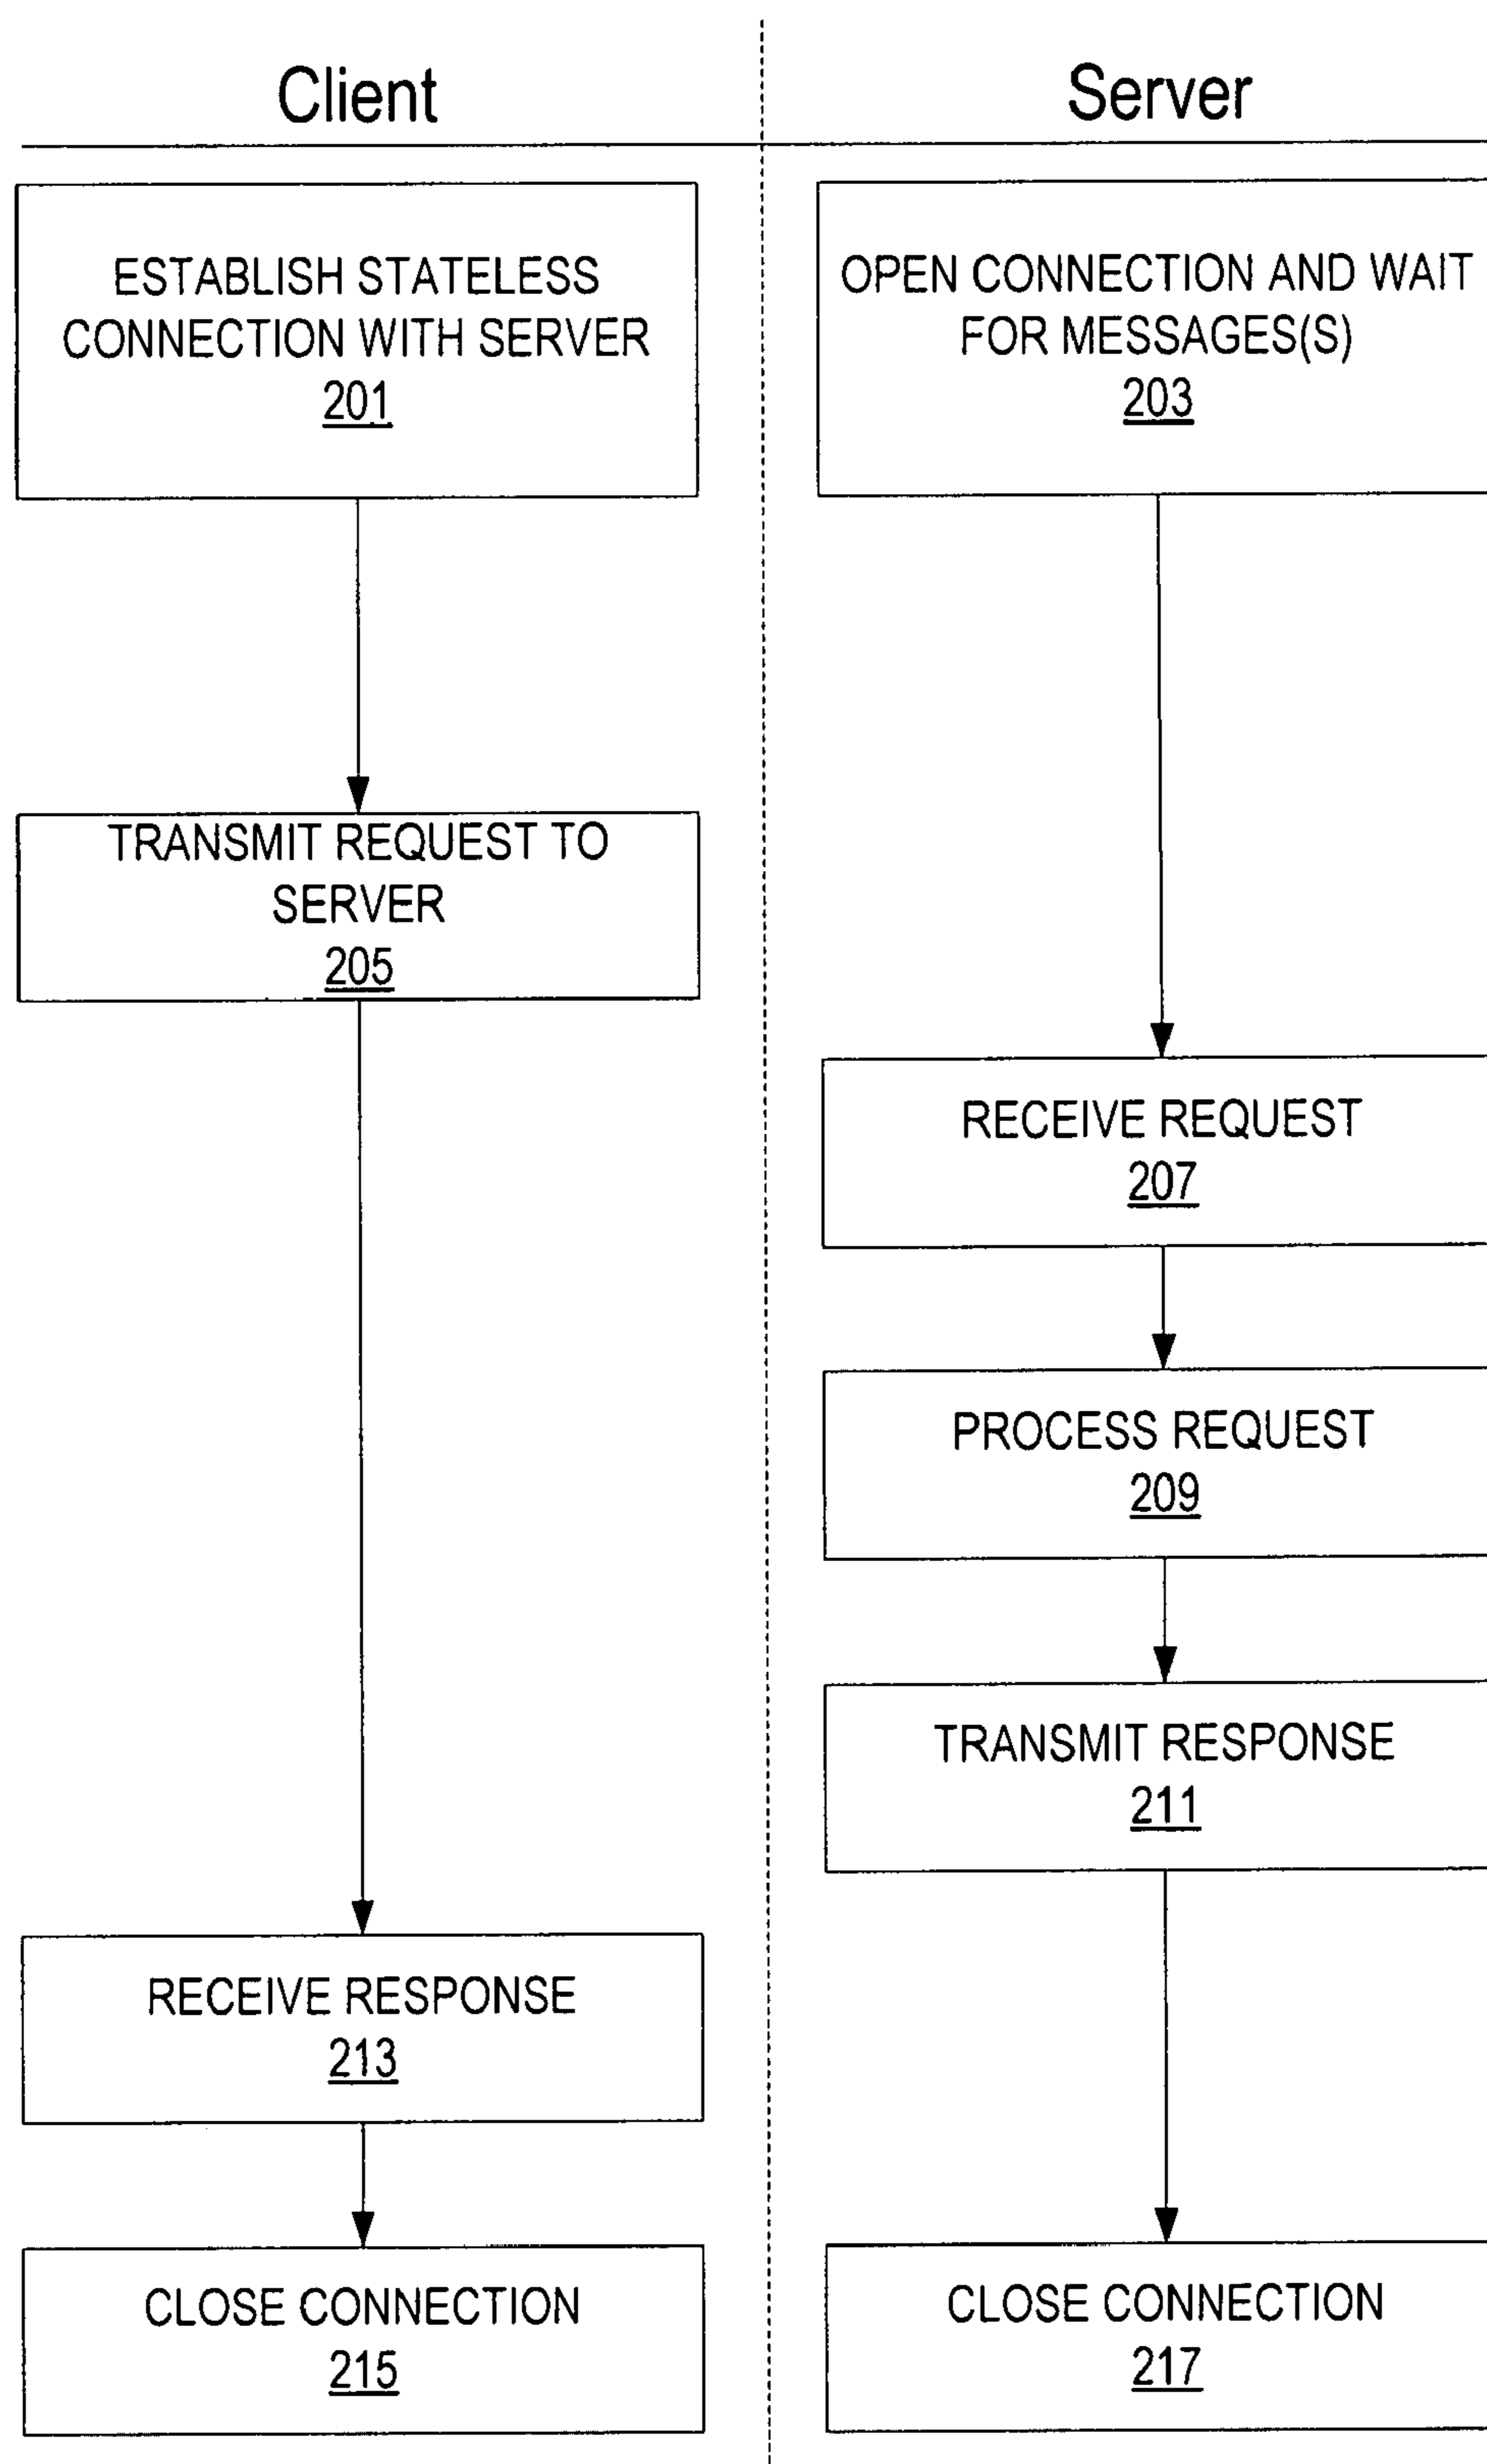 Client
Server
ESTABLISH STATELESS
CONNECTION WITH SERVER
201
OPEN CONNECTION AND WAIT
FOR MESSAGES(S)
203
TRANSMIT REQUEST TO
SERVER
205
RECEIVE REQUEST
207
PROCESS REQUEST
209
TRANSMIT RESPONSE
211
RECEIVE RESPONSE
213
CLOSE CONNECTION
215
CLOSE CONNECTION
217